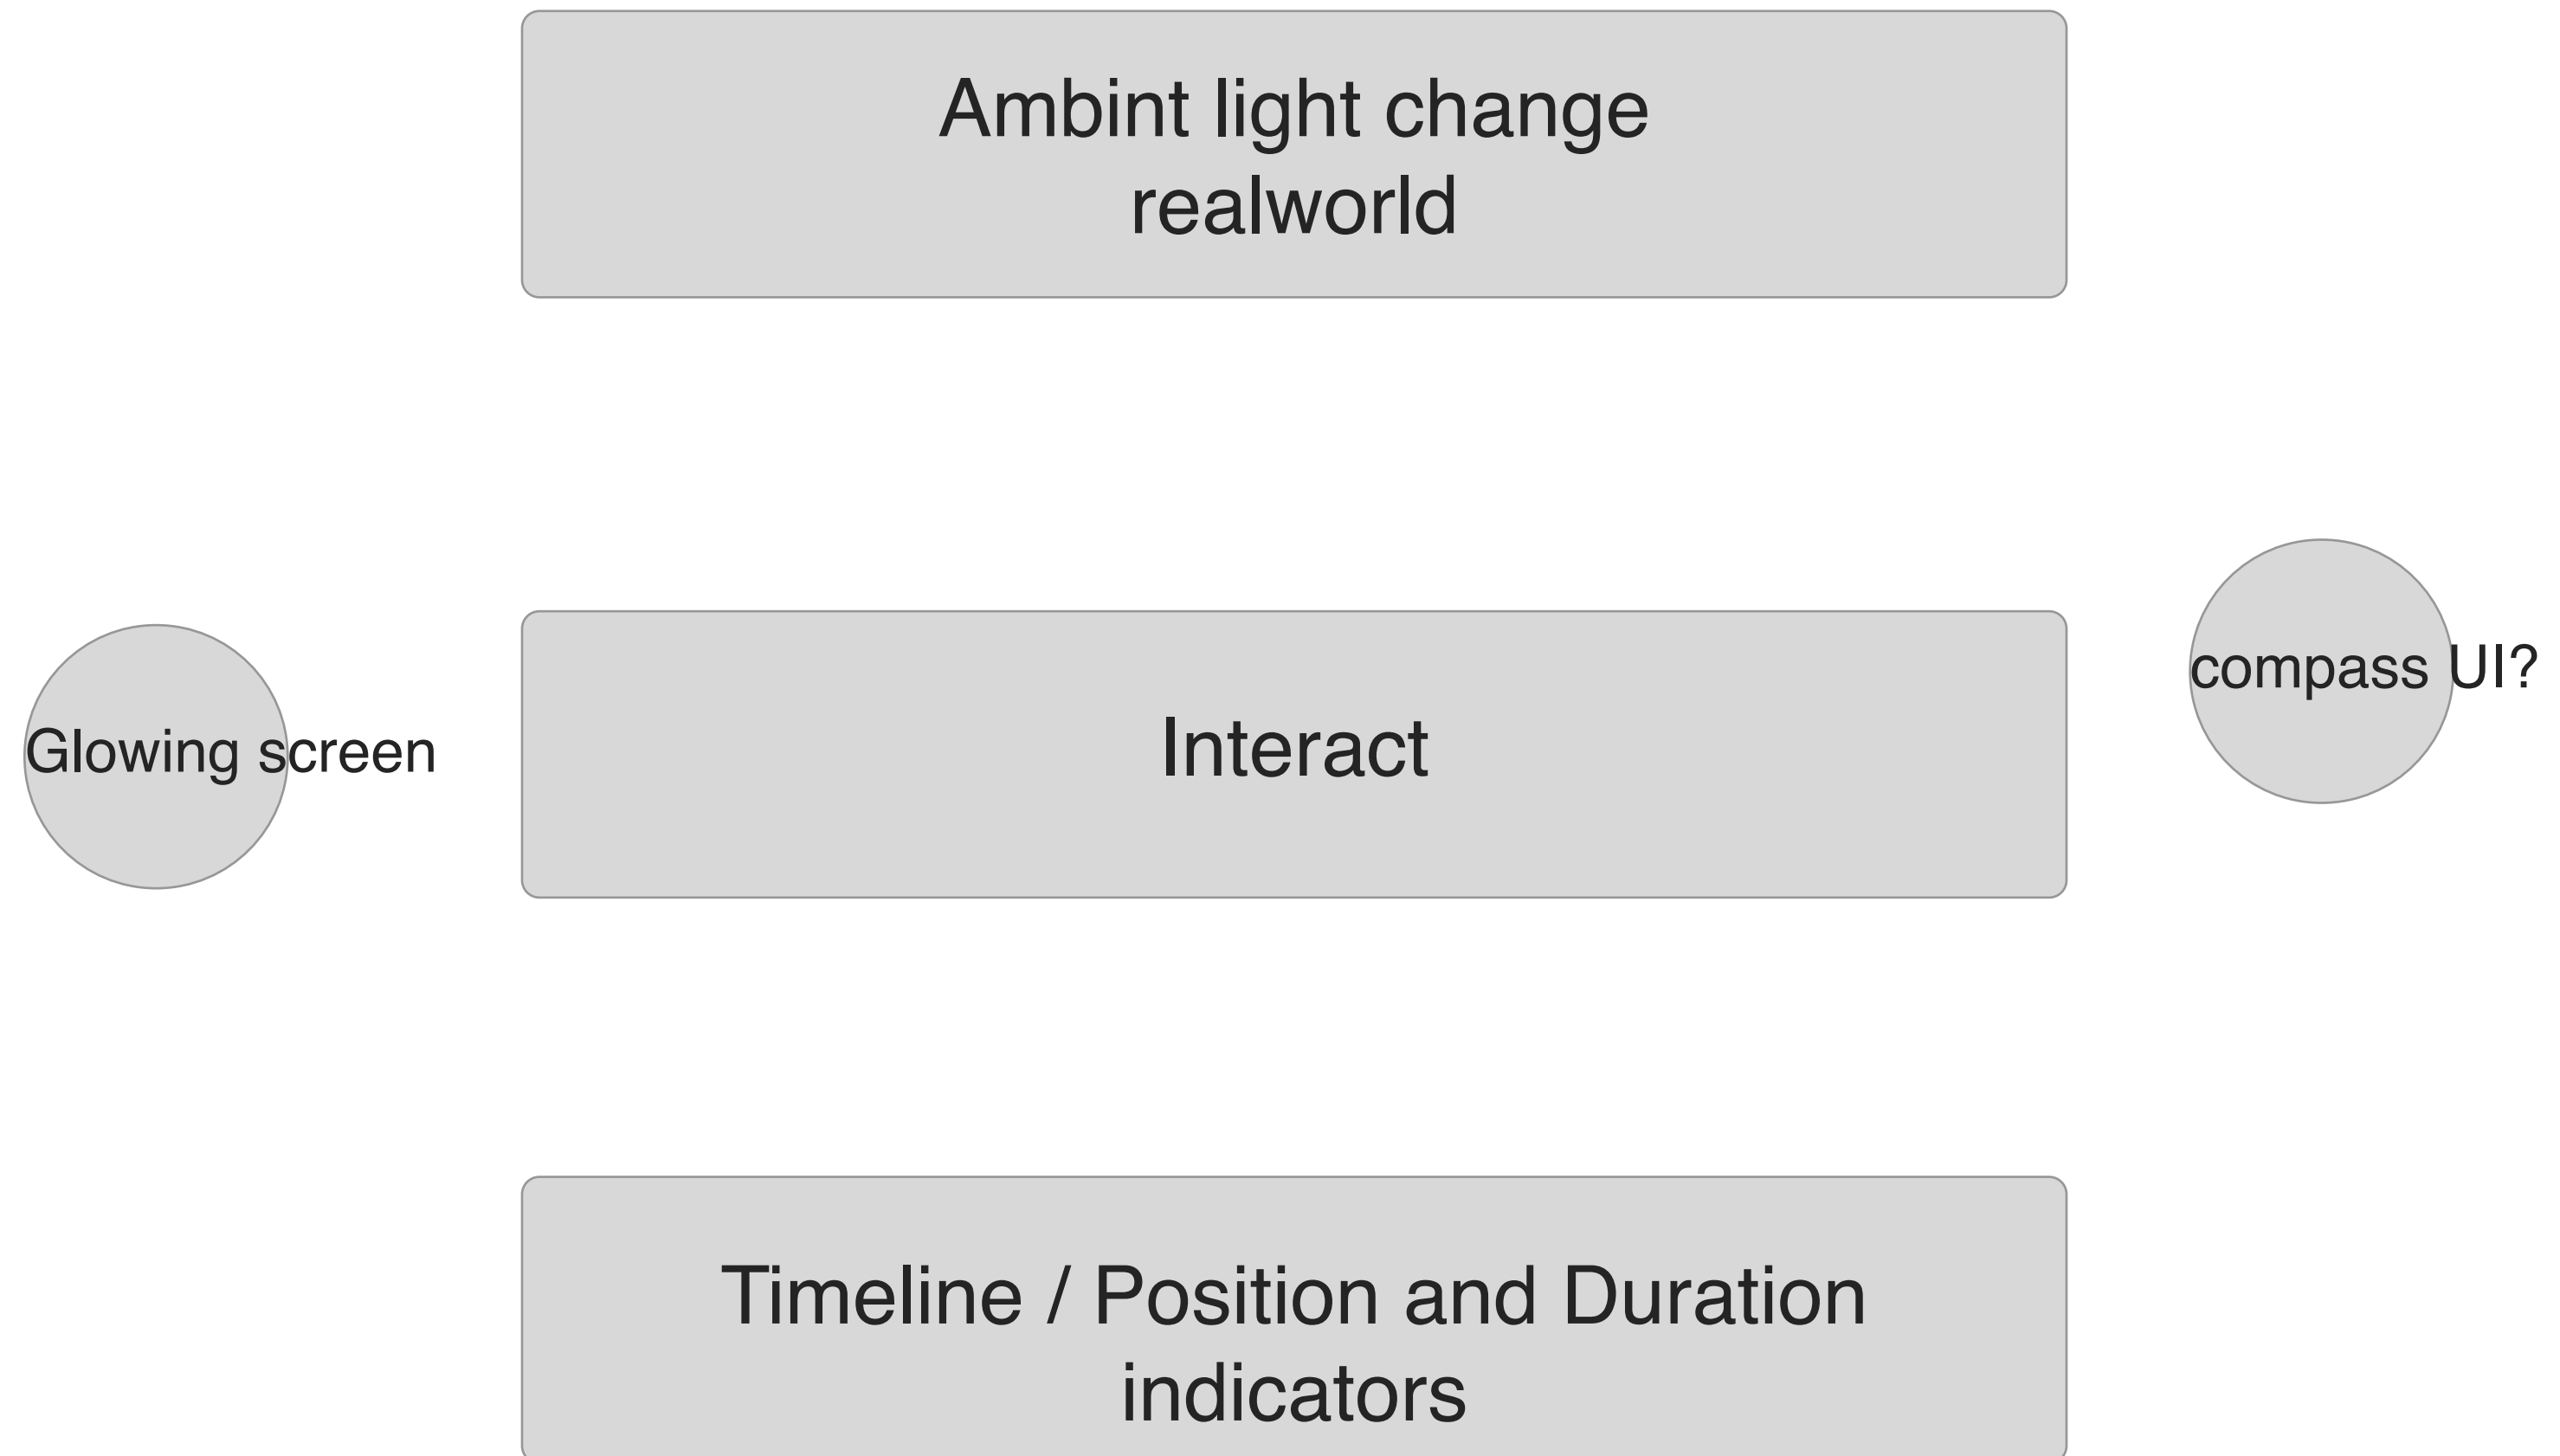 Ambint light change
realworld
compass UI?
Glowing screen
Interact
Timeline / Position and Duration
indicators